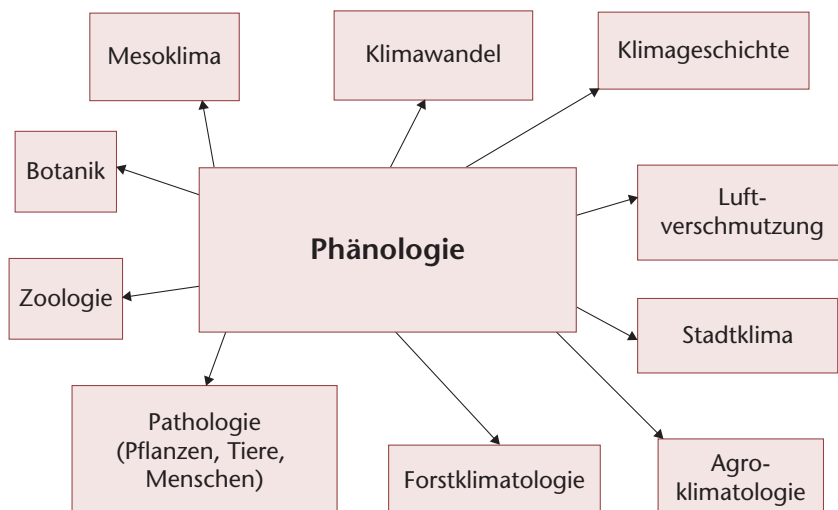 Mesoklima
Klimawandel
Klimageschichte
Botanik
Luft-
verschmutzung
Phänologie
Zoologie
Stadtklima
Pathologie
(Pflanzen, Tiere,
Menschen)
Forstklimatologie
Agro-
klimatologie